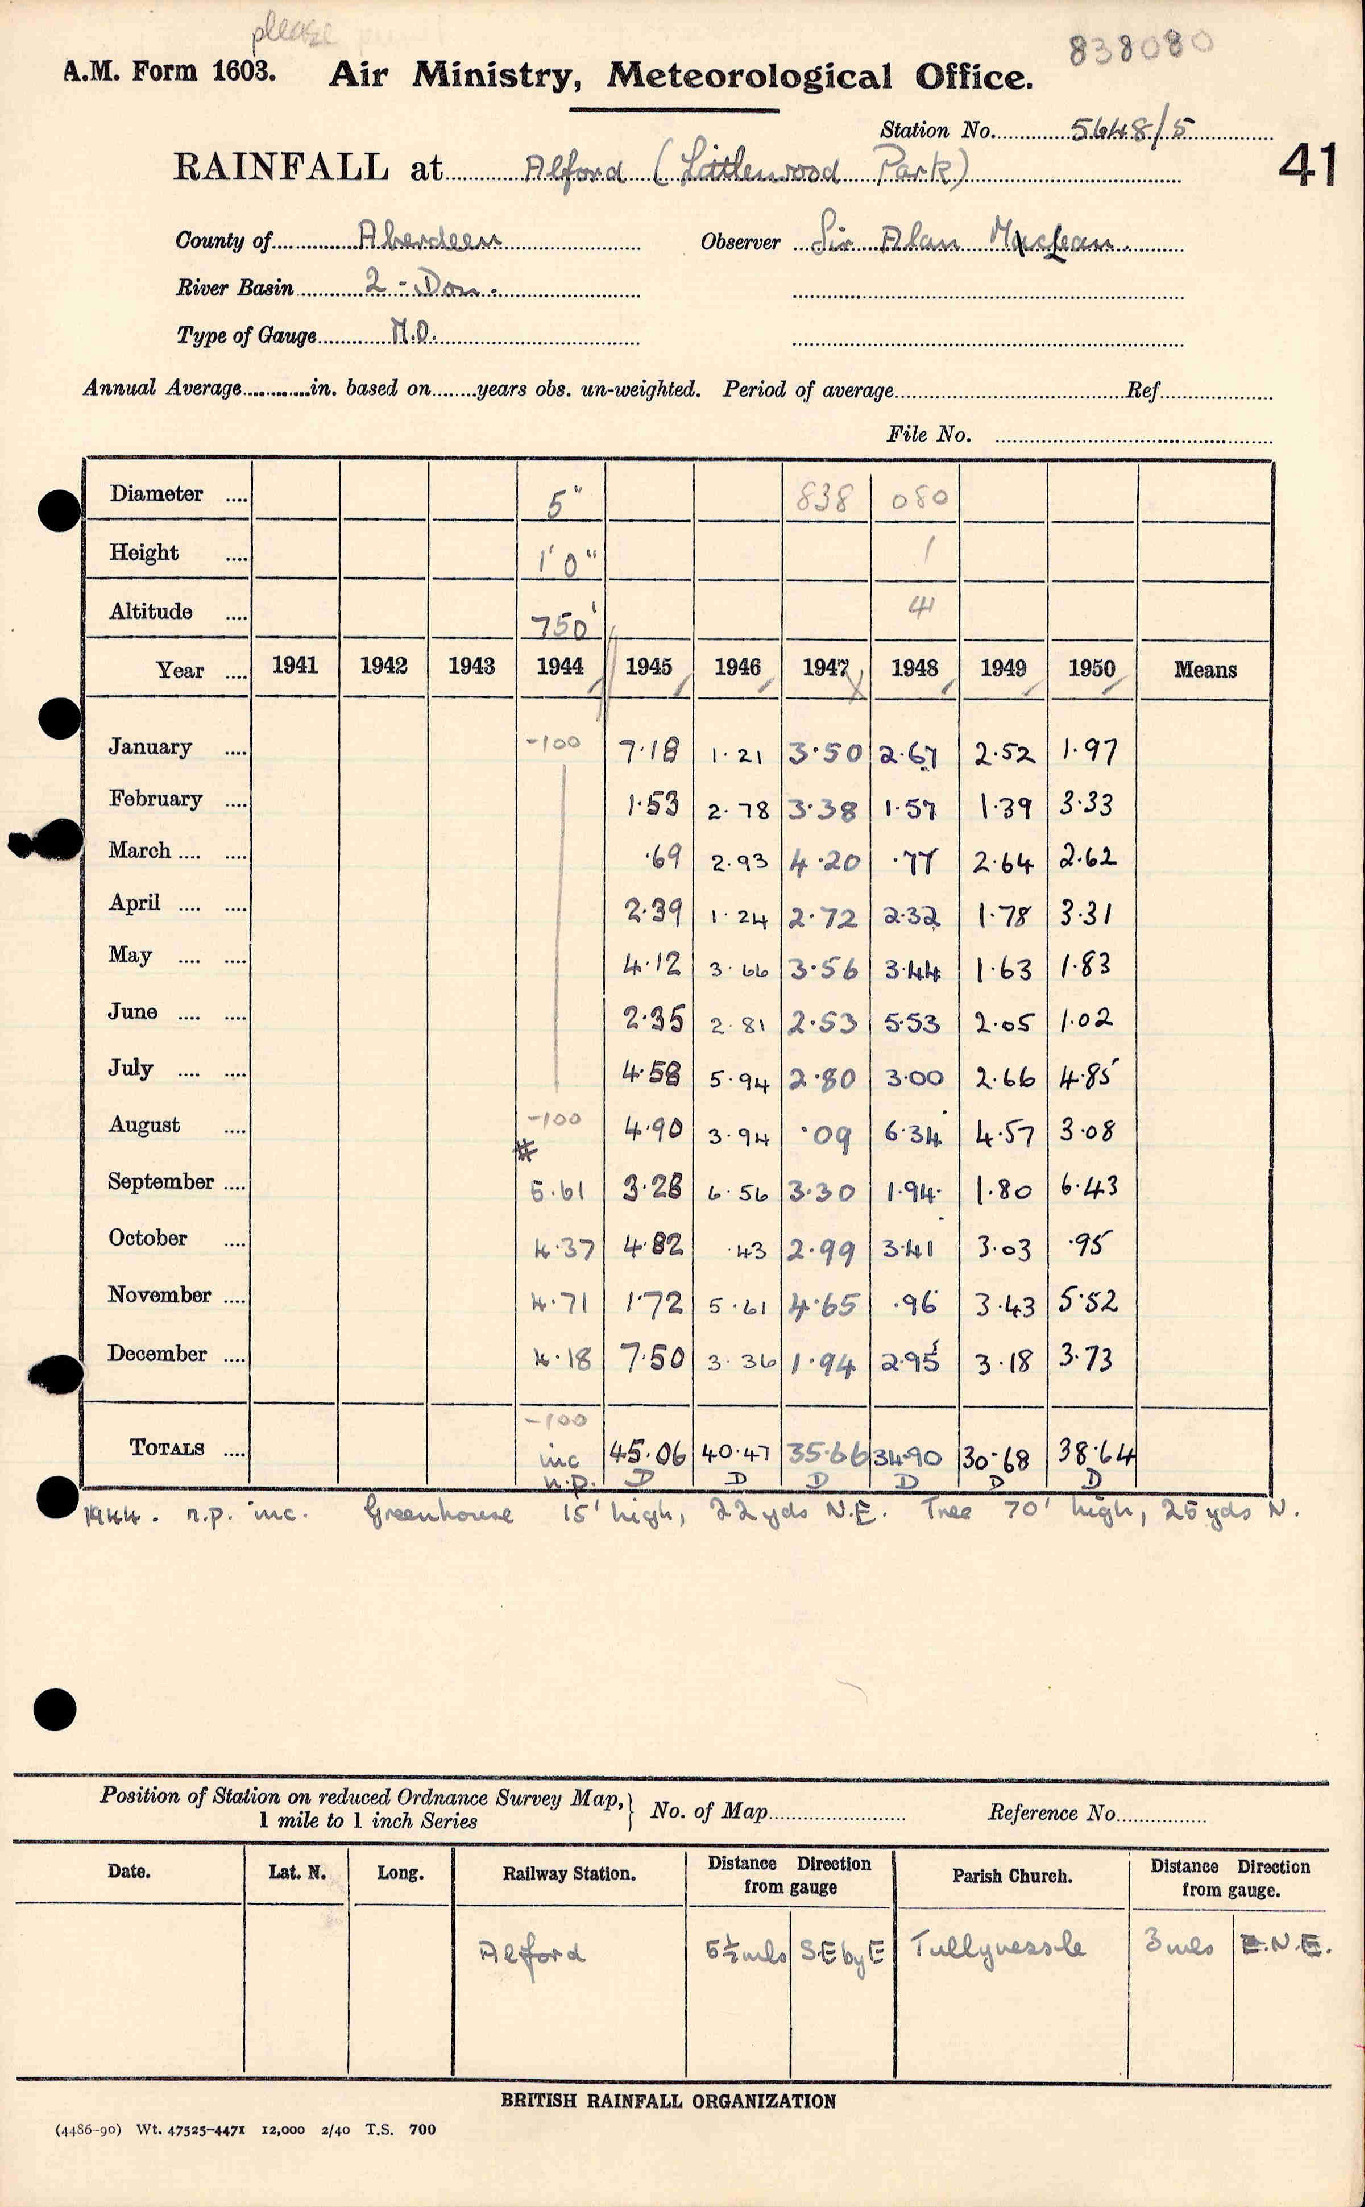 please
838080
A.M. Form 1603. Air Ministry, Meteorological Office.
Station No. 5648/5
RAINFALL at Alford (Littlewood Park)
41
County of Aberdeen Observer Sir Alan MacLean
River Basin 2 - Don.
Type of Gauge M.O.
Annual Average in. based on years obs. un-weighted. Period of average Ref
File No.
Diameter .... 5" 838 080
Height .... 1' 0" 1
Altitude .... 750' 41
Year .... 1941 1942 1943 1944 1945 1946 1947 1948 1949 1950 Means
January .... -100 7.18 1.21 3.50 2.67 2.52 1.97
February .... 1.53 2.78 3.38 1.57 1.39 3.33
March .... .... .69 2.93 4.20 .77 2.64 2.62
April .... .... 2.39 1.24 2.72 2.32 1.78 3.31
May .... .... 4.12 3.66 3.56 3.44 1.63 1.83
June .... .... 2.35 2.81 2.53 5.53 2.05 1.02
July .... .... 4.58 5.94 2.80 3.00 2.66 4.85
August .... -100 4.90 3.94 .09 6.34 4.57 3.08
#
September .... 5.61 3.28 6.56 3.30 1.94 1.80 6.43
October .... 4.37 4.82 .43 2.99 3.41 3.03 .95
November .... 4.71 1.72 5.61 4.65 .96 3.43 5.52
December .... 4.18 7.50 3.36 1.94 2.95 3.18 3.73
-100
TOTALS .... inc 45.06 40.47 35.66 34.90 30.68 38.64
n.p. D D D D D D
1944. n.p. inc. Greenhouse 15' high, 22 yds N.E. Tree 70' high, 25 yds N.
Position of Station on reduced Ordnance Survey Map, 1 mile to 1 inch Series } No. of Map Reference No
Date. Lat. N. Long. Railway Station. Distance Direction from gauge Parish Church. Distance Direction from gauge.
Alford 5½ mls S E by E Tullynessle 3 mls E.N.E.
BRITISH RAINFALL ORGANIZATION
(4486-90) Wt. 47525-4471 12,000 2/40 T.S. 700